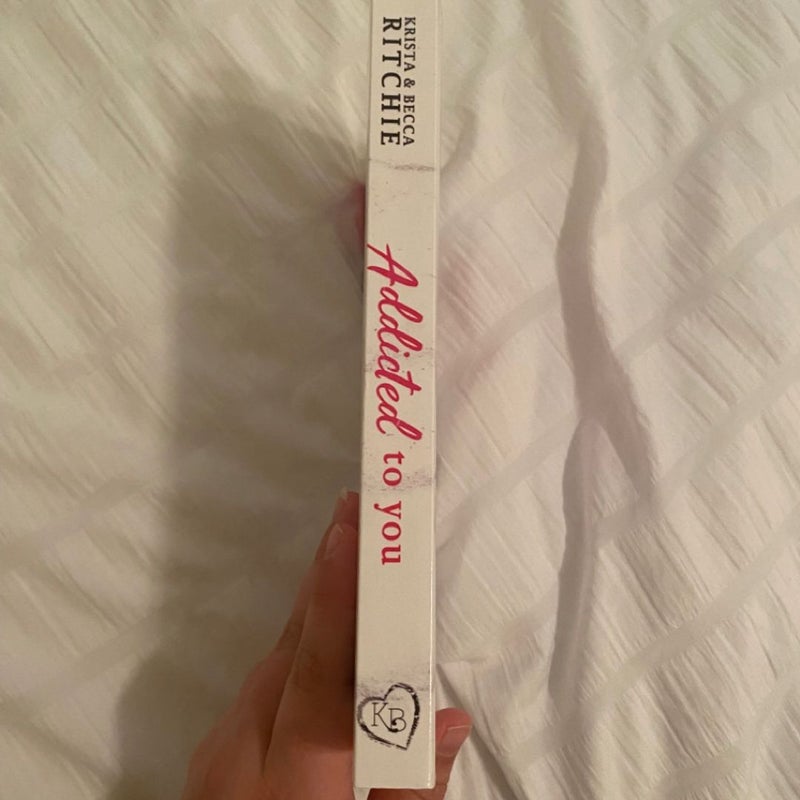 KRISTA & BECCA
RITCHIE
Addicted to you
KB